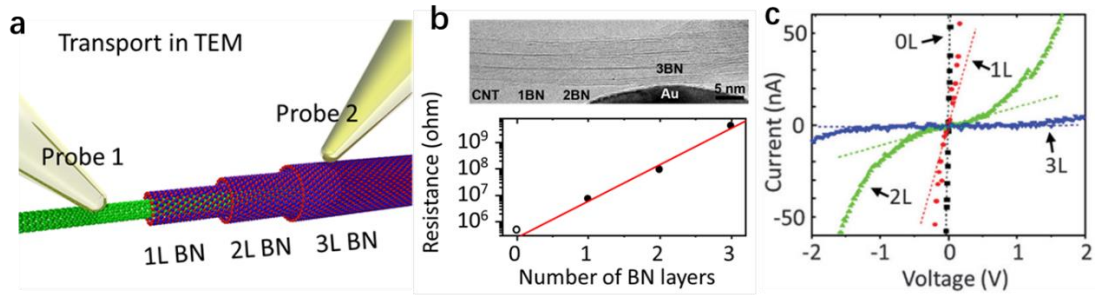 a
Transport in TEM
Probe 1
Probe 2
1L BN
2L BN
3L BN
b
CNT 1BN 2BN 3BN
Au
5 nm
Resistance (ohm)
10⁹
10⁸
10⁷
10⁶
0 1 2 3
Number of BN layers
c
Current (nA)
50
0
-50
0L
1L
2L
3L
-2 -1 0 1 2
Voltage (V)